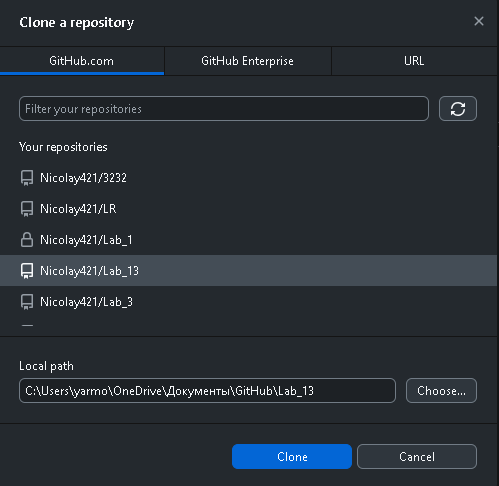 Clone a repository
GitHub.com GitHub Enterprise URL
Filter your repositories
Your repositories
Nicolay421/3232
Nicolay421/LR
Nicolay421/Lab_1
Nicolay421/Lab_13
Nicolay421/Lab_3
Local path
C:\Users\yarmo\OneDrive\Документы\GitHub\Lab_13 Choose...
Clone Cancel